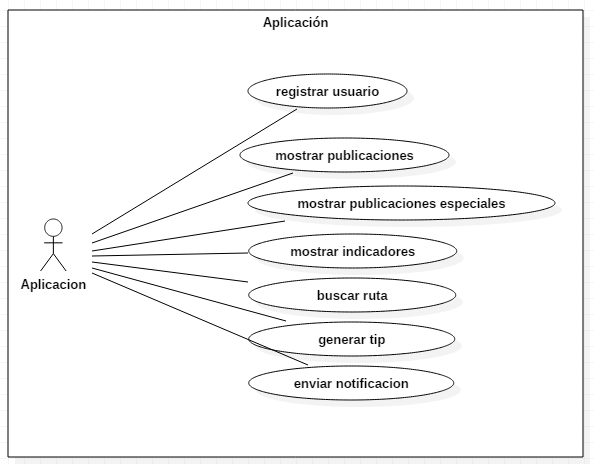 Aplicación
registrar usuario
mostrar publicaciones
mostrar publicaciones especiales
mostrar indicadores
Aplicacion
buscar ruta
generar tip
enviar notificacion